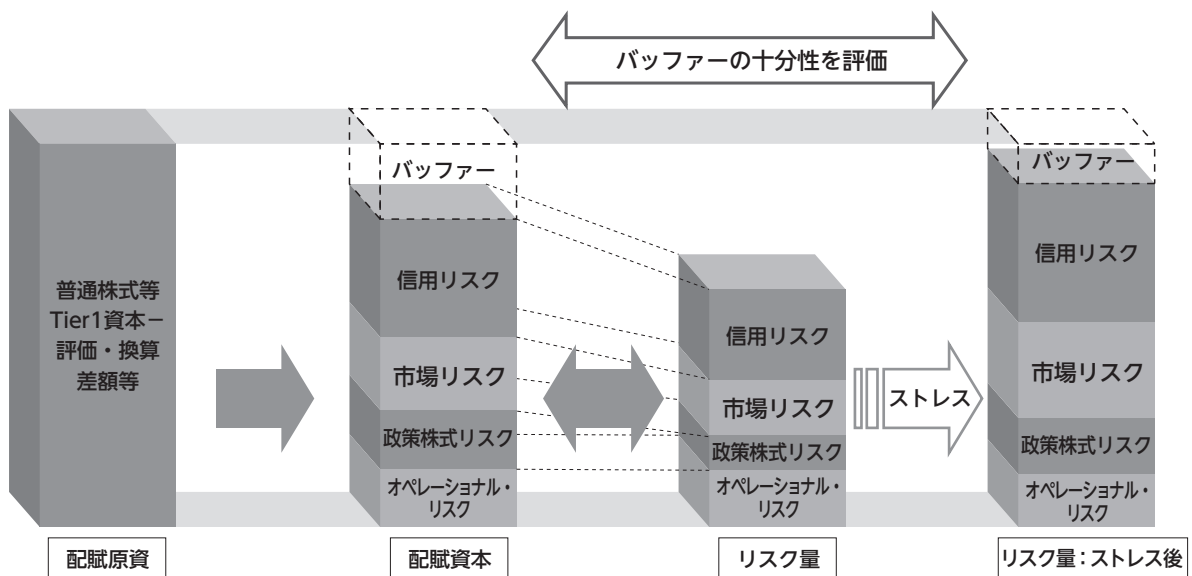 バッファーの十分性を評価
普通株式等
Tier1資本－
評価・換算
差額等
配賦原資
バッファー
信用リスク
市場リスク
政策株式リスク
オペレーショナル・
リスク
配賦資本
信用リスク
市場リスク
政策株式リスク
オペレーショナル・
リスク
リスク量
ストレス
バッファー
信用リスク
市場リスク
政策株式リスク
オペレーショナル・
リスク
リスク量：ストレス後